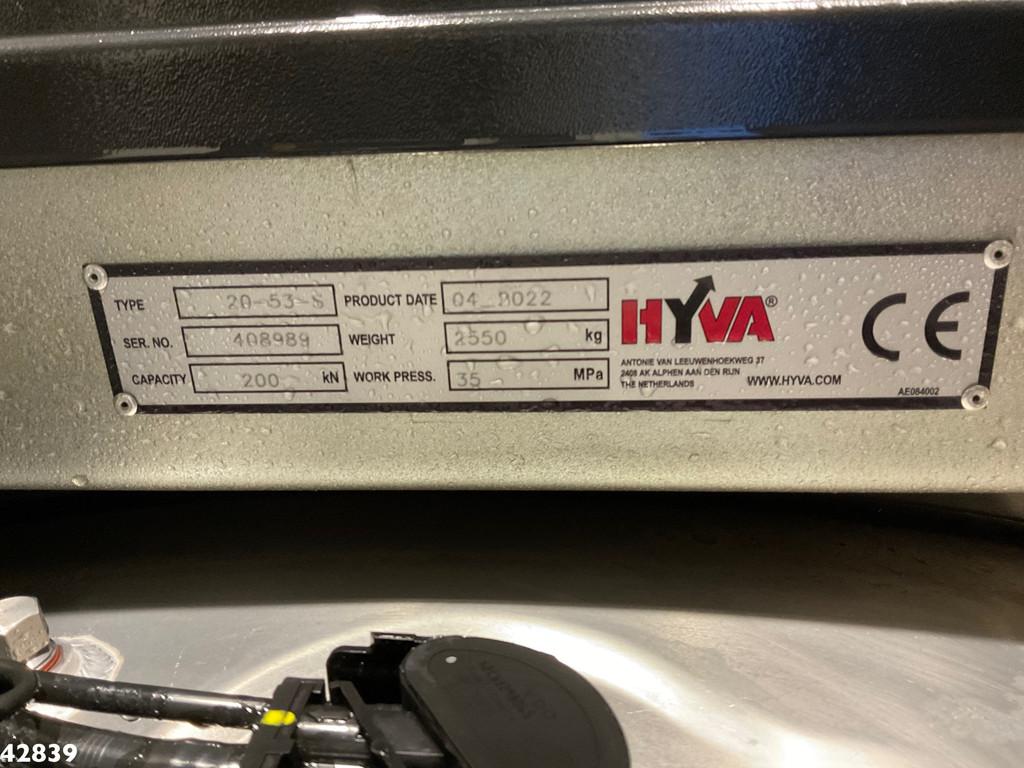 TYPE 20-53-S PRODUCT DATE 04_2022
SER. NO. 408989 WEIGHT 2550 kg
CAPACITY 200 kN WORK PRESS. 35 MPa
HYVA®
ANTONIE VAN LEEUWENHOEKWEG 37
2408 AK ALPHEN AAN DEN RIJN
THE NETHERLANDS
WWW.HYVA.COM
CE
AE084002
42839